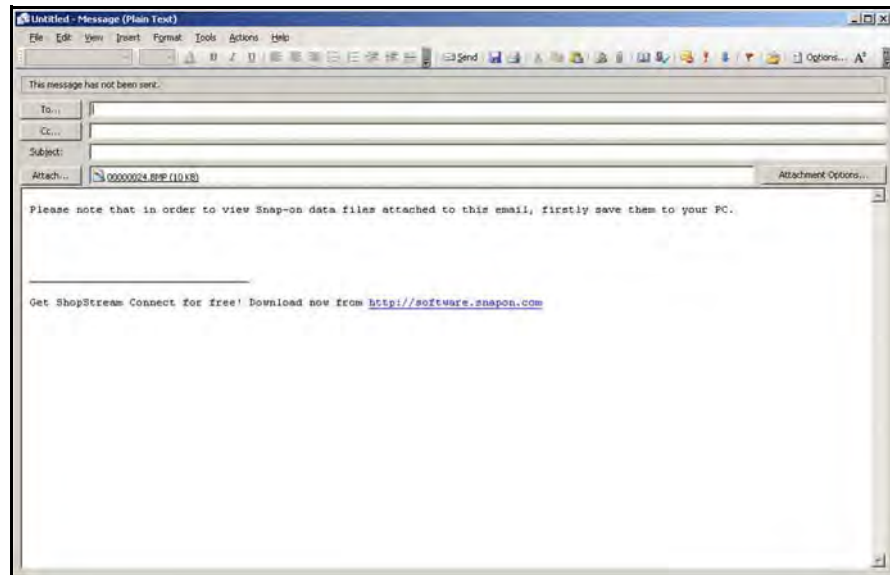 Untitled - Message (Plain Text)
File Edit View Insert Format Tools Actions Help
Send Options...
This message has not been sent.
To...
Cc...
Subject:
Attach... 00000024.BMP (10 KB) Attachment Options...
Please note that in order to view Snap-on data files attached to this email, firstly save them to your PC.
Get ShopStream Connect for free! Download now from http://software.snapon.com